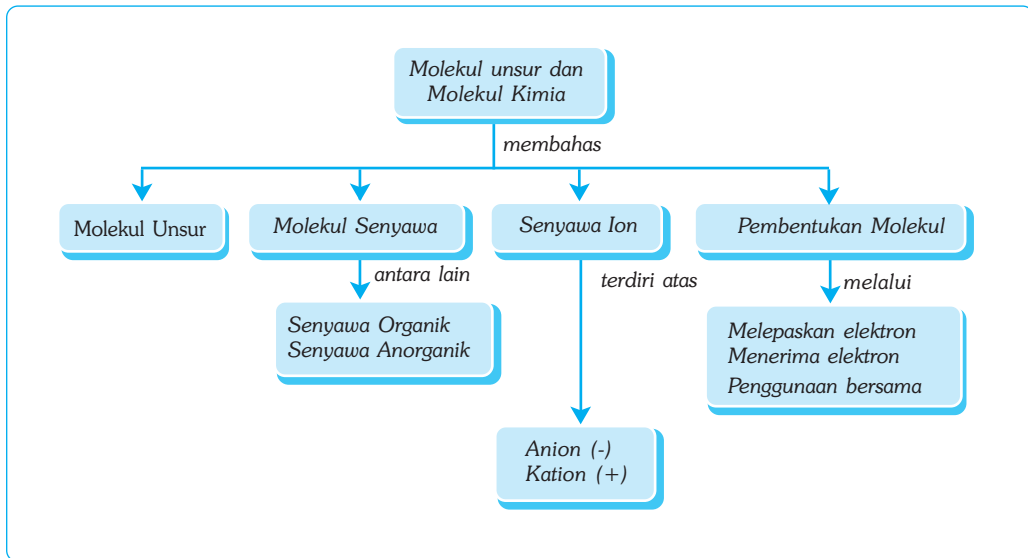 Molekul unsur dan
Molekul Kimia
membahas
Molekul Unsur
Molekul Senyawa
Senyawa Ion
Pembentukan Molekul
antara lain
terdiri atas
melalui
Senyawa Organik
Senyawa Anorganik
Melepaskan elektron
Menerima elektron
Penggunaan bersama
Anion (-)
Kation (+)